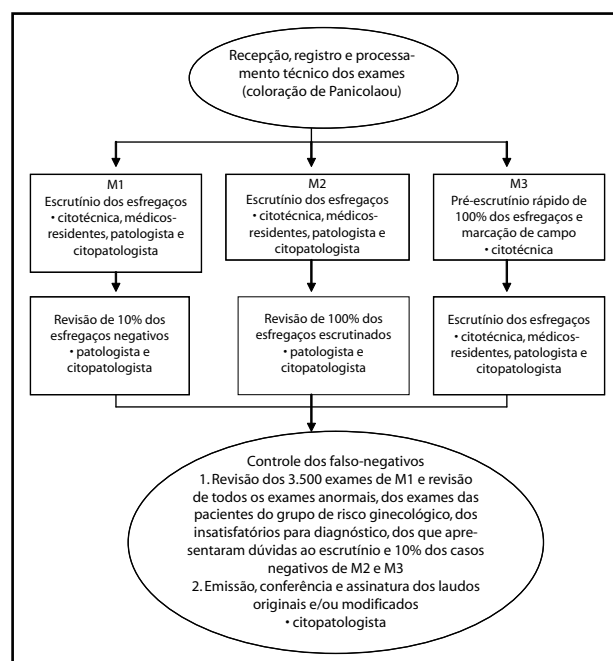 Recepção, registro e processa-
mento técnico dos exames
(coloração de Panicolaou)
M1
Escrutínio dos esfregaços
• citotécnica, médicos-
residentes, patologista e
citopatologista
M2
Escrutínio dos esfregaços
• citotécnica, médicos-
residentes, patologista e
citopatologista
M3
Pré-escrutínio rápido de
100% dos esfregaços e
marcação de campo
• citotécnica
Revisão de 10% dos
esfregaços negativos
• patologista e
citopatologista
Revisão de 100% dos
esfregaços escrutinados
• patologista e
citopatologista
Escrutínio dos esfregaços
• citotécnica, médicos-
residentes, patologista e
citopatologista
Controle dos falso-negativos
1. Revisão dos 3.500 exames de M1 e revisão
de todos os exames anormais, dos exames das
pacientes do grupo de risco ginecológico, dos
insatisfatórios para diagnóstico, dos que apre-
sentaram dúvidas ao escrutínio e 10% dos casos
negativos de M2 e M3
2. Emissão, conferência e assinatura dos laudos
originais e/ou modificados
• citopatologista